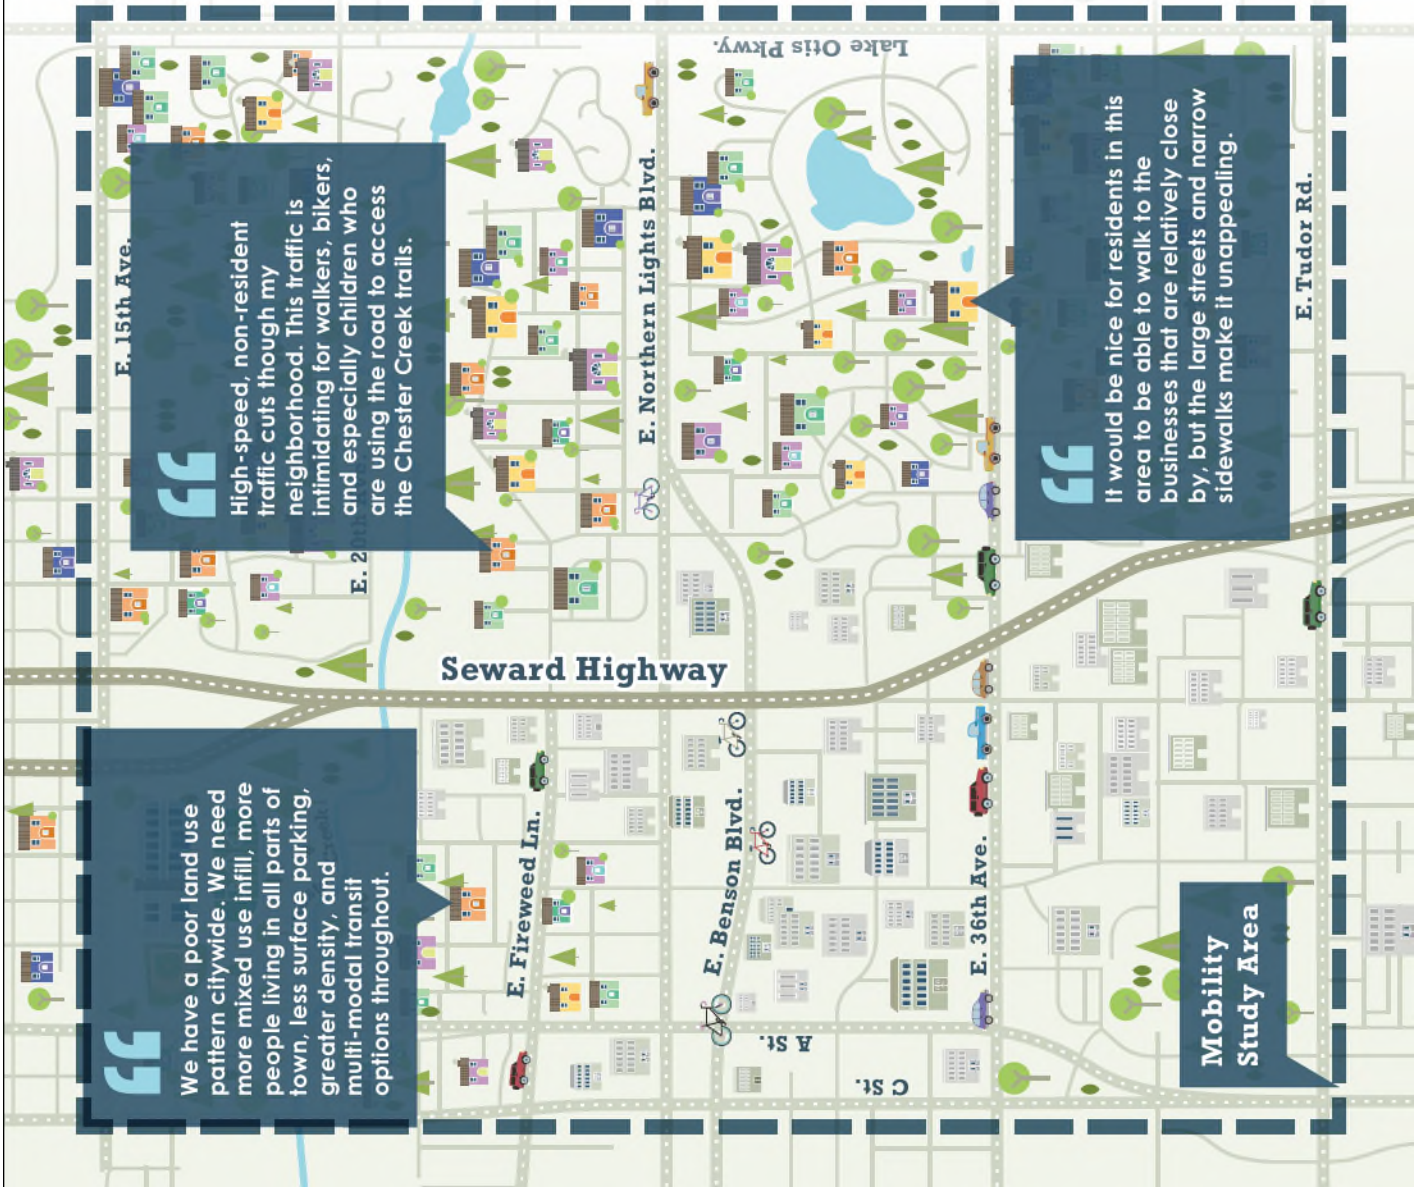 Lake Otis Pkwy.
E. 15th Ave.
E. 20th
E. Northern Lights Blvd.
E. Tudor Rd.
Seward Highway
E. Fireweed Ln.
E. Benson Blvd.
E. 36th Ave.
A St.
C St.
“
We have a poor land use
pattern citywide. We need
more mixed use infill, more
people living in all parts of
town, less surface parking,
greater density, and
multi-modal transit
options throughout.
“
High-speed, non-resident
traffic cuts though my
neighborhood. This traffic is
intimidating for walkers, bikers,
and especially children who
are using the road to access
the Chester Creek trails.
“
It would be nice for residents in this
area to be able to walk to the
businesses that are relatively close
by, but the large streets and narrow
sidewalks make it unappealing.
Mobility
Study Area